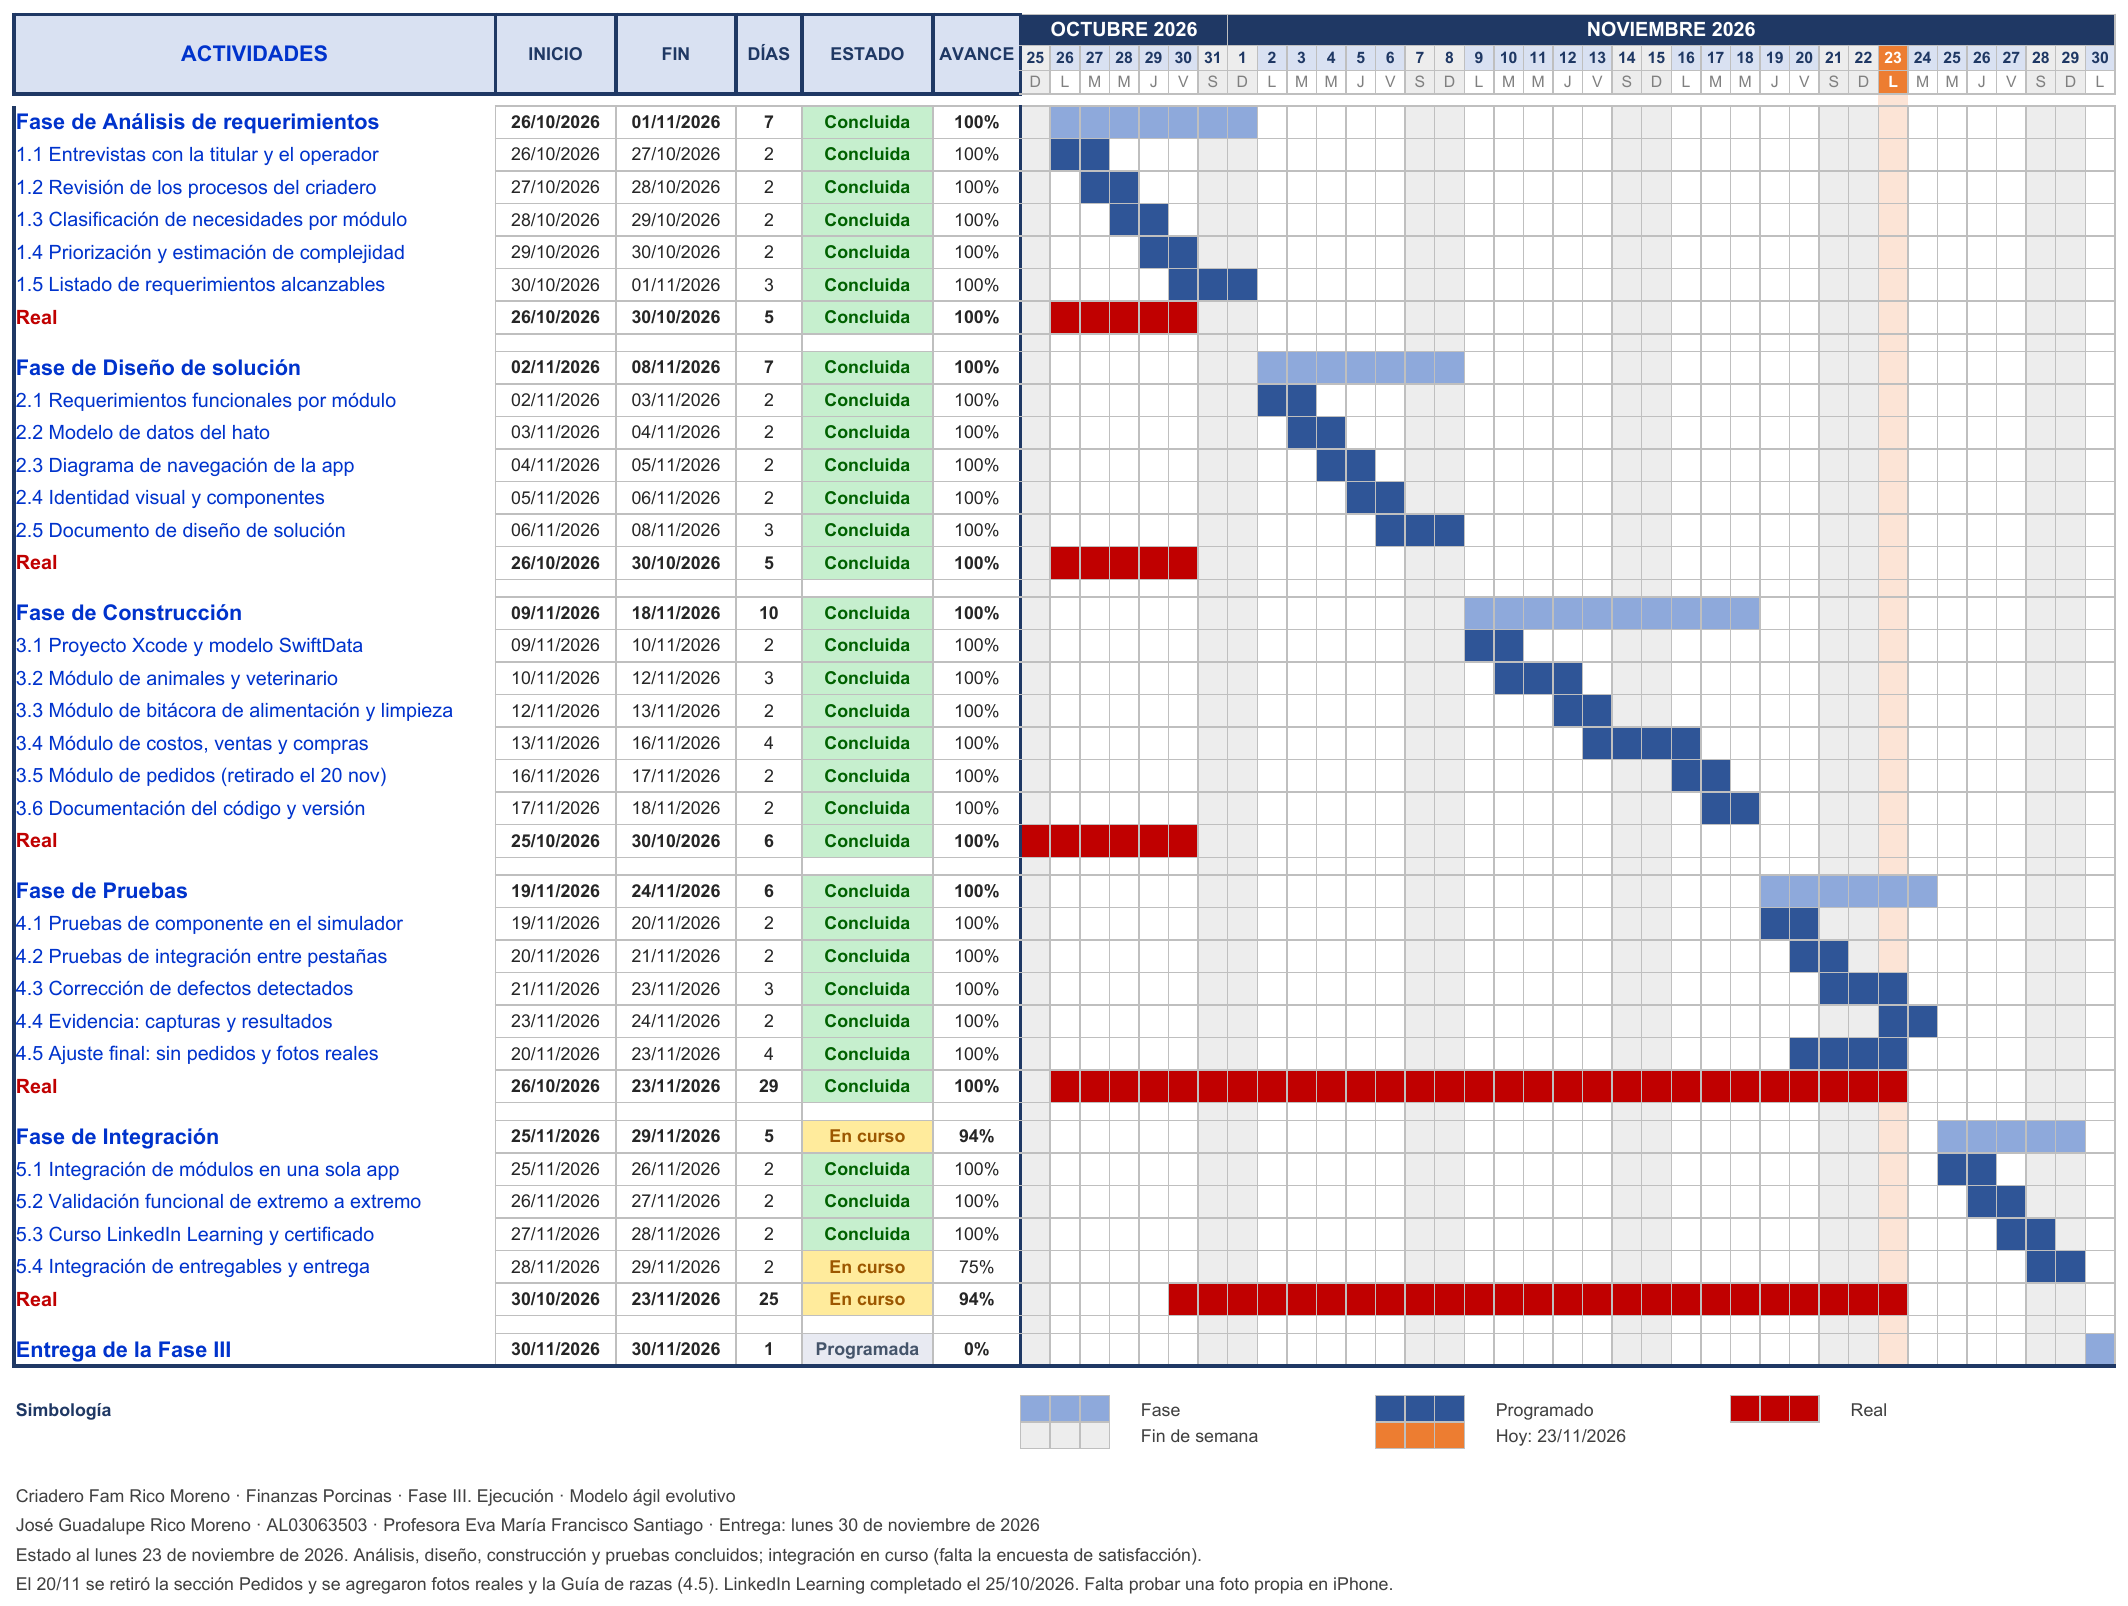 OCTUBRE 2026 NOVIEMBRE 2026
ACTIVIDADES INICIO FIN DÍAS ESTADO AVANCE
25 26 27 28 29 30 31 1 2 3 4 5 6 7 8 9 10 11 12 13 14 15 16 17 18 19 20 21 22 23 24 25 26 27 28 29 30
D L M M J V S D L M M J V S D L M M J V S D L M M J V S D L M M J V S D L
Fase de Análisis de requerimientos 26/10/2026 01/11/2026 7 Concluida 100%
1.1 Entrevistas con la titular y el operador 26/10/2026 27/10/2026 2 Concluida 100%
1.2 Revisión de los procesos del criadero 27/10/2026 28/10/2026 2 Concluida 100%
1.3 Clasificación de necesidades por módulo 28/10/2026 29/10/2026 2 Concluida 100%
1.4 Priorización y estimación de complejidad 29/10/2026 30/10/2026 2 Concluida 100%
1.5 Listado de requerimientos alcanzables 30/10/2026 01/11/2026 3 Concluida 100%
Real 26/10/2026 30/10/2026 5 Concluida 100%
Fase de Diseño de solución 02/11/2026 08/11/2026 7 Concluida 100%
2.1 Requerimientos funcionales por módulo 02/11/2026 03/11/2026 2 Concluida 100%
2.2 Modelo de datos del hato 03/11/2026 04/11/2026 2 Concluida 100%
2.3 Diagrama de navegación de la app 04/11/2026 05/11/2026 2 Concluida 100%
2.4 Identidad visual y componentes 05/11/2026 06/11/2026 2 Concluida 100%
2.5 Documento de diseño de solución 06/11/2026 08/11/2026 3 Concluida 100%
Real 26/10/2026 30/10/2026 5 Concluida 100%
Fase de Construcción 09/11/2026 18/11/2026 10 Concluida 100%
3.1 Proyecto Xcode y modelo SwiftData 09/11/2026 10/11/2026 2 Concluida 100%
3.2 Módulo de animales y veterinario 10/11/2026 12/11/2026 3 Concluida 100%
3.3 Módulo de bitácora de alimentación y limpieza 12/11/2026 13/11/2026 2 Concluida 100%
3.4 Módulo de costos, ventas y compras 13/11/2026 16/11/2026 4 Concluida 100%
3.5 Módulo de pedidos (retirado el 20 nov) 16/11/2026 17/11/2026 2 Concluida 100%
3.6 Documentación del código y versión 17/11/2026 18/11/2026 2 Concluida 100%
Real 25/10/2026 30/10/2026 6 Concluida 100%
Fase de Pruebas 19/11/2026 24/11/2026 6 Concluida 100%
4.1 Pruebas de componente en el simulador 19/11/2026 20/11/2026 2 Concluida 100%
4.2 Pruebas de integración entre pestañas 20/11/2026 21/11/2026 2 Concluida 100%
4.3 Corrección de defectos detectados 21/11/2026 23/11/2026 3 Concluida 100%
4.4 Evidencia: capturas y resultados 23/11/2026 24/11/2026 2 Concluida 100%
4.5 Ajuste final: sin pedidos y fotos reales 20/11/2026 23/11/2026 4 Concluida 100%
Real 26/10/2026 23/11/2026 29 Concluida 100%
Fase de Integración 25/11/2026 29/11/2026 5 En curso 94%
5.1 Integración de módulos en una sola app 25/11/2026 26/11/2026 2 Concluida 100%
5.2 Validación funcional de extremo a extremo 26/11/2026 27/11/2026 2 Concluida 100%
5.3 Curso LinkedIn Learning y certificado 27/11/2026 28/11/2026 2 Concluida 100%
5.4 Integración de entregables y entrega 28/11/2026 29/11/2026 2 En curso 75%
Real 30/10/2026 23/11/2026 25 En curso 94%
Entrega de la Fase III 30/11/2026 30/11/2026 1 Programada 0%
Simbología Fase Programado Real
Fin de semana Hoy: 23/11/2026
Criadero Fam Rico Moreno · Finanzas Porcinas · Fase III. Ejecución · Modelo ágil evolutivo
José Guadalupe Rico Moreno · AL03063503 · Profesora Eva María Francisco Santiago · Entrega: lunes 30 de noviembre de 2026
Estado al lunes 23 de noviembre de 2026. Análisis, diseño, construcción y pruebas concluidos; integración en curso (falta la encuesta de satisfacción).
El 20/11 se retiró la sección Pedidos y se agregaron fotos reales y la Guía de razas (4.5). LinkedIn Learning completado el 25/10/2026. Falta probar una foto propia en iPhone.